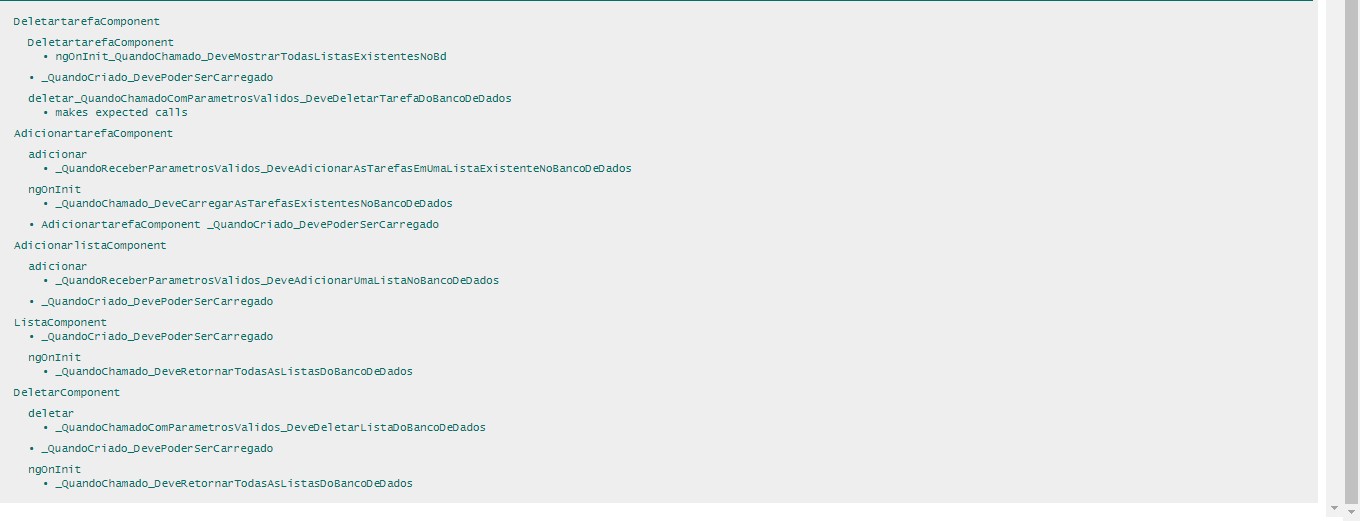 DeletartarefaComponent
DeletartarefaComponent
• ngOnInit_QuandoChamado_DeveMostrarTodasListasExistentesNoBd
• _QuandoCriado_DevePoderSerCarregado
deletar_QuandoChamadoComParametrosValidos_DeveDeletarTarefaDoBancoDeDados
• makes expected calls
AdicionartarefaComponent
adicionar
• _QuandoReceberParametrosValidos_DeveAdicionarAsTarefasEmUmaListaExistenteNoBancoDeDados
ngOnInit
• _QuandoChamado_DeveCarregarAsTarefasExistentesNoBancoDeDados
• AdicionartarefaComponent _QuandoCriado_DevePoderSerCarregado
AdicionarlistaComponent
adicionar
• _QuandoReceberParametrosValidos_DeveAdicionarUmaListaNoBancoDeDados
• _QuandoCriado_DevePoderSerCarregado
ListaComponent
• _QuandoCriado_DevePoderSerCarregado
ngOnInit
• _QuandoChamado_DeveRetornarTodasAsListasDoBancoDeDados
DeletarComponent
deletar
• _QuandoChamadoComParametrosValidos_DeveDeletarListaDoBancoDeDados
• _QuandoCriado_DevePoderSerCarregado
ngOnInit
• _QuandoChamado_DeveRetornarTodasAsListasDoBancoDeDados